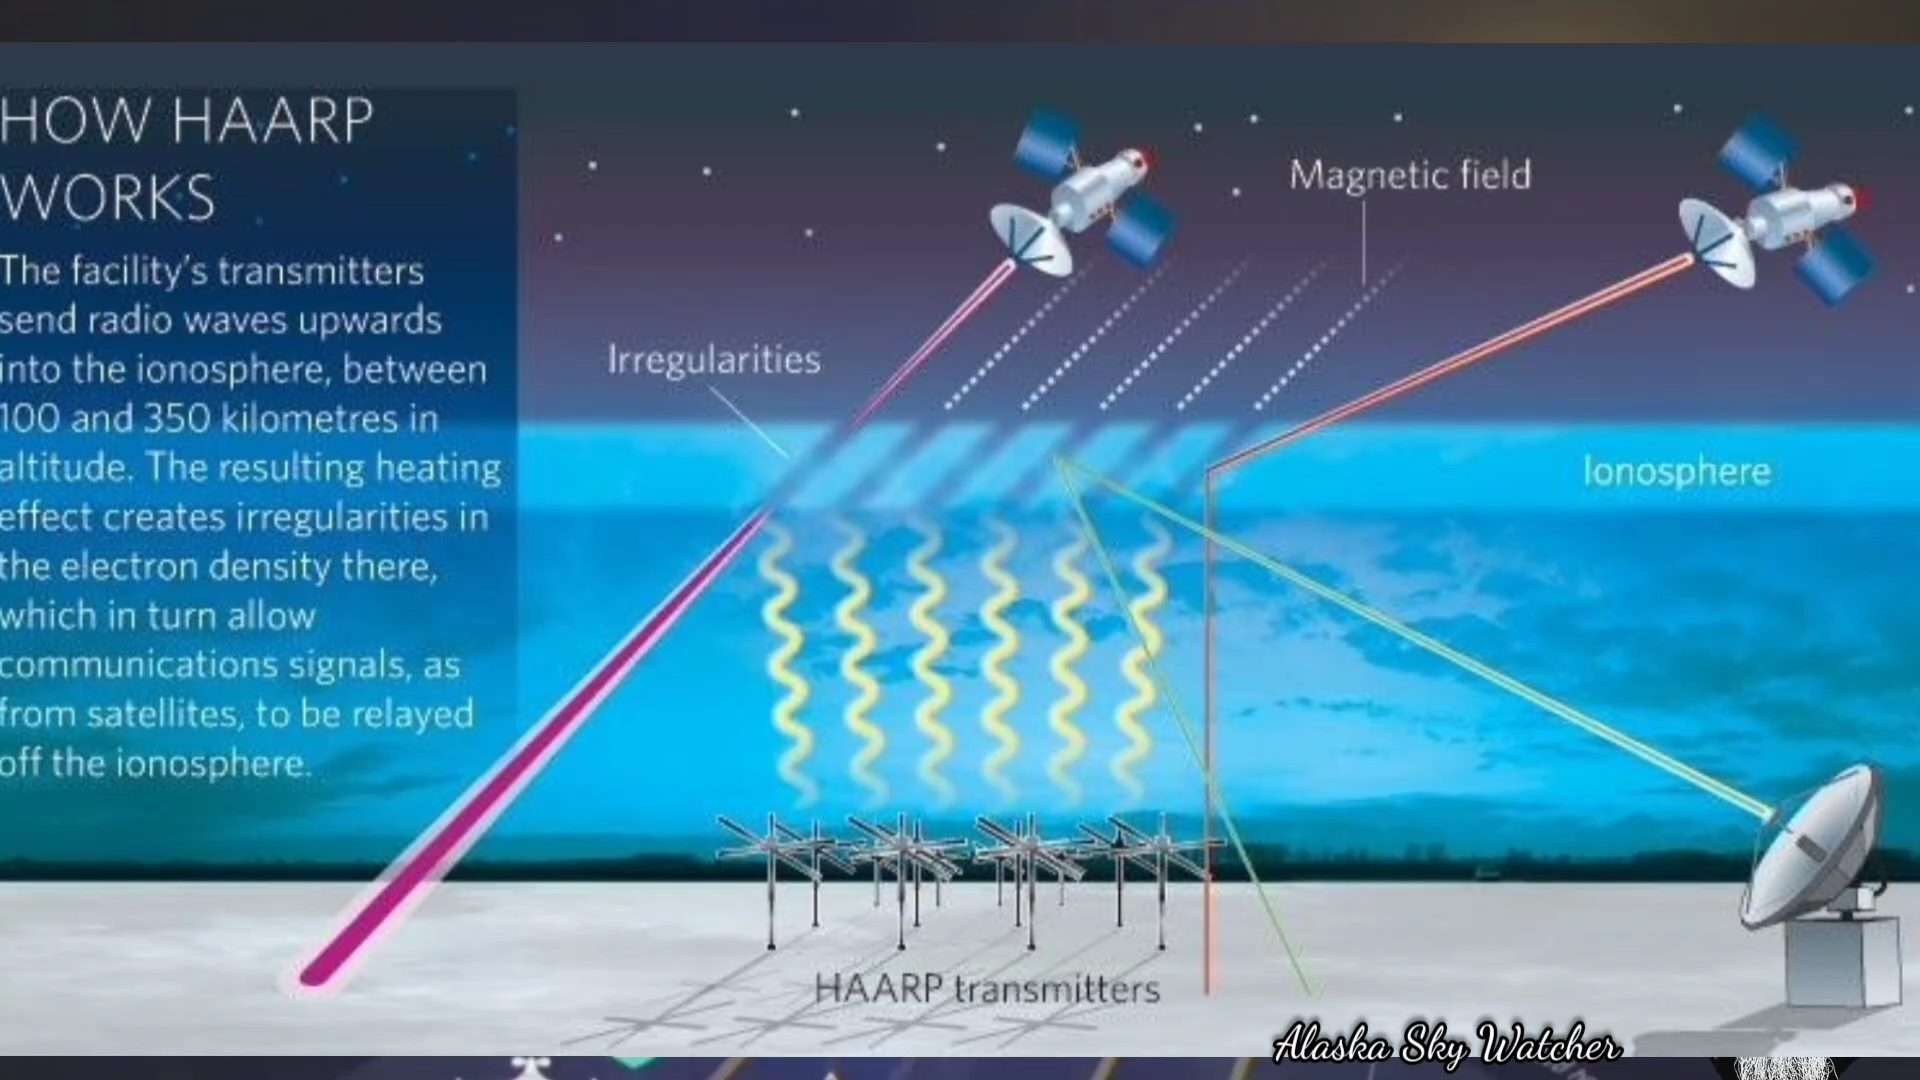 HOW HAARP
WORKS
The facility's transmitters
send radio waves upwards
into the ionosphere, between
100 and 350 kilometres in
altitude. The resulting heating
effect creates irregularities in
the electron density there,
which in turn allow
communications signals, as
from satellites, to be relayed
off the ionosphere.
Magnetic field
Irregularities
Ionosphere
HAARP transmitters
Alaska Sky Watcher